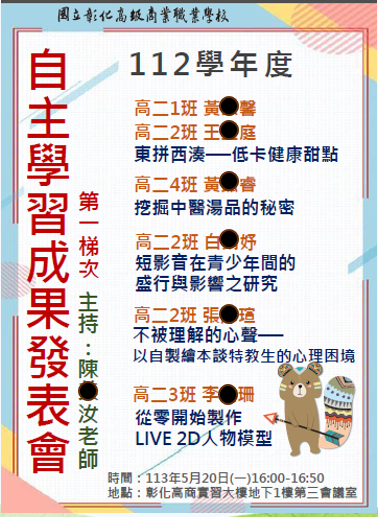 國立彰化高級商業職業學校
112學年度
自主學習成果發表會
第一梯次 主持：陳●汝老師
高二1班 黃●馨
高二2班 王●庭
東拼西湊──低卡健康甜點
高二4班 黃●睿
挖掘中醫湯品的秘密
高二2班 白●妤
短影音在青少年間的
盛行與影響之研究
高二2班 張●瑄
不被理解的心聲──
以自製繪本談特教生的心理困境
高二3班 李●珊
從零開始製作
LIVE 2D人物模型
時間：113年5月20日(一)16:00-16:50
地點：彰化高商實習大樓地下1樓第三會議室